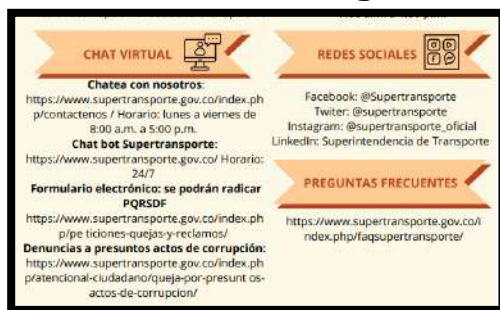 CHAT VIRTUAL
Chatea con nosotros:
https://www.supertransporte.gov.co/index.ph
p/contactenos / Horario: lunes a viernes de
8:00 a.m. a 5:00 p.m.
Chat bot Supertransporte:
https://www.supertransporte.gov.co/ Horario:
24/7
Formulario electrónico: se podrán radicar
PQRSDF
https://www.supertransporte.gov.co/index.ph
p/pe ticiones-quejas-y-reclamos/
Denuncias a presuntos actos de corrupción:
https://www.supertransporte.gov.co/index.ph
p/atencional-ciudadano/queja-por-presunt os-
actos-de-corrupcion/
REDES SOCIALES
Facebook: @Supertransporte
Twiter: @supertransporte
Instagram: @supertransporte_oficial
LinkedIn: Superintendencia de Transporte
PREGUNTAS FRECUENTES
https://www.supertransporte.gov.co/i
ndex.php/faqsupertransporte/